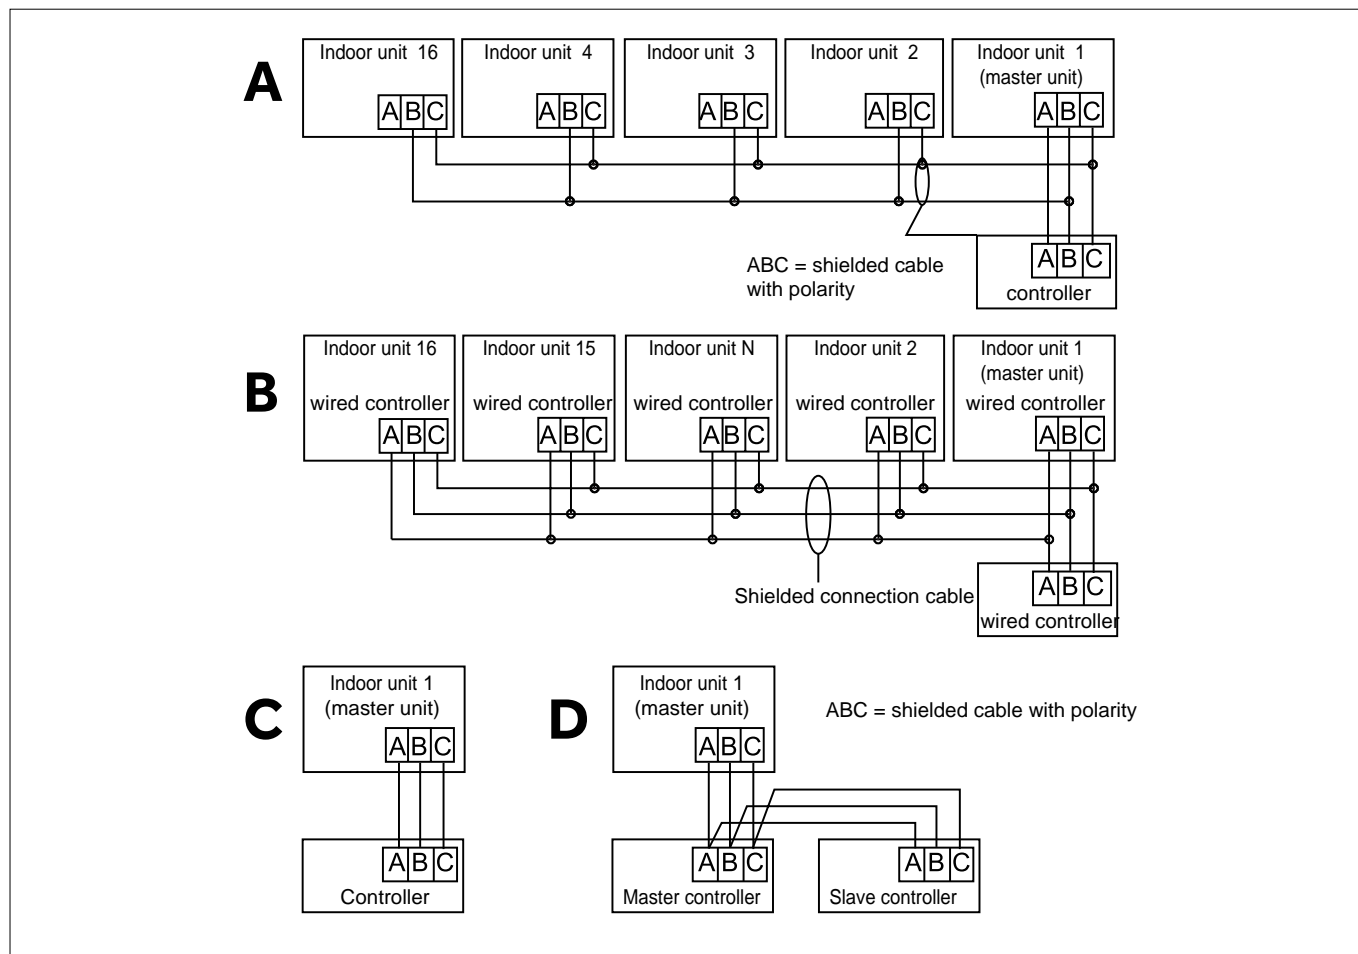 A
Indoor unit 16
Indoor unit 4
Indoor unit 3
Indoor unit 2
Indoor unit 1
(master unit)
A B C
A B C
A B C
A B C
A B C
ABC = shielded cable
with polarity
A B C
controller
B
Indoor unit 16
Indoor unit 15
Indoor unit N
Indoor unit 2
Indoor unit 1
(master unit)
wired controller
wired controller
wired controller
wired controller
wired controller
A B C
A B C
A B C
A B C
A B C
Shielded connection cable
A B C
wired controller
C
Indoor unit 1
(master unit)
A B C
A B C
Controller
D
Indoor unit 1
(master unit)
A B C
ABC = shielded cable with polarity
A B C
Master controller
A B C
Slave controller